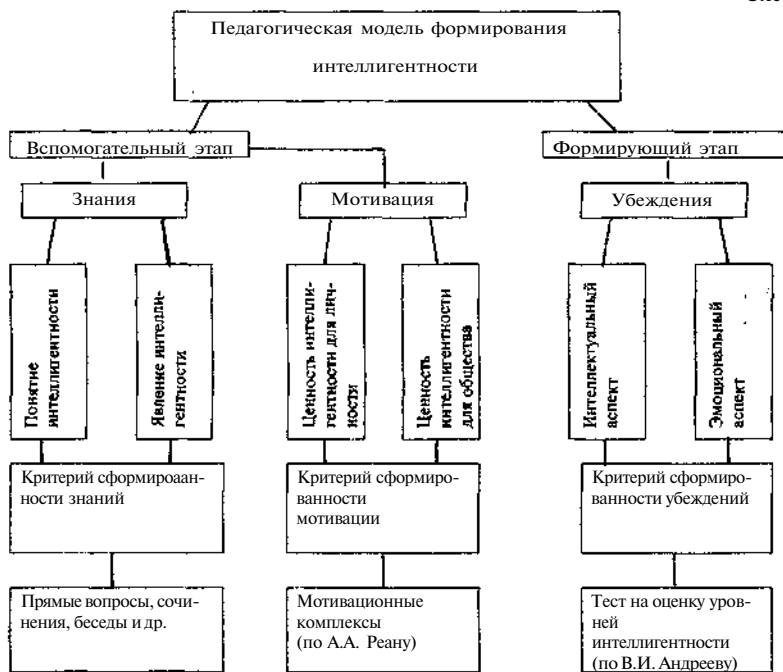 Педагогическая модель формирования
интеллигентности
Вспомогательный этап
Формирующий этап
Знания
Мотивация
Убеждения
Понятие
интеллигентности
Явление интелли-
гентности
Ценность интелли-
гентности для лич-
ности
Ценность
интеллигентности
для общества
Интеллектуальный
аспект
Эмоциональный
аспект
Критерий сформироаан-
ности знаний
Критерий сформиро-
ванности
мотивации
Критерий сформиро-
ванности убеждений
Прямые вопросы, сочи-
нения, беседы и др.
Мотивационные
комплексы
(по А.А. Реану)
Тест на оценку уров-
ней
интеллигентности
(по В.И. Андрееву)